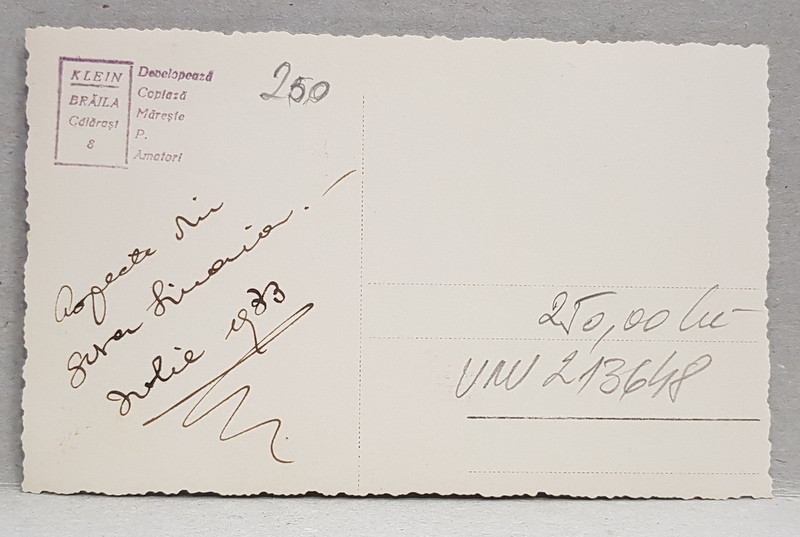 KLEIN
BRĂILA
Călărași
8
Developează
Copiază
Mărește
P.
Amatori
250
Aspecte din
gara Sinaia. —
Iulie 1933
250,00 lei
VNV 213648